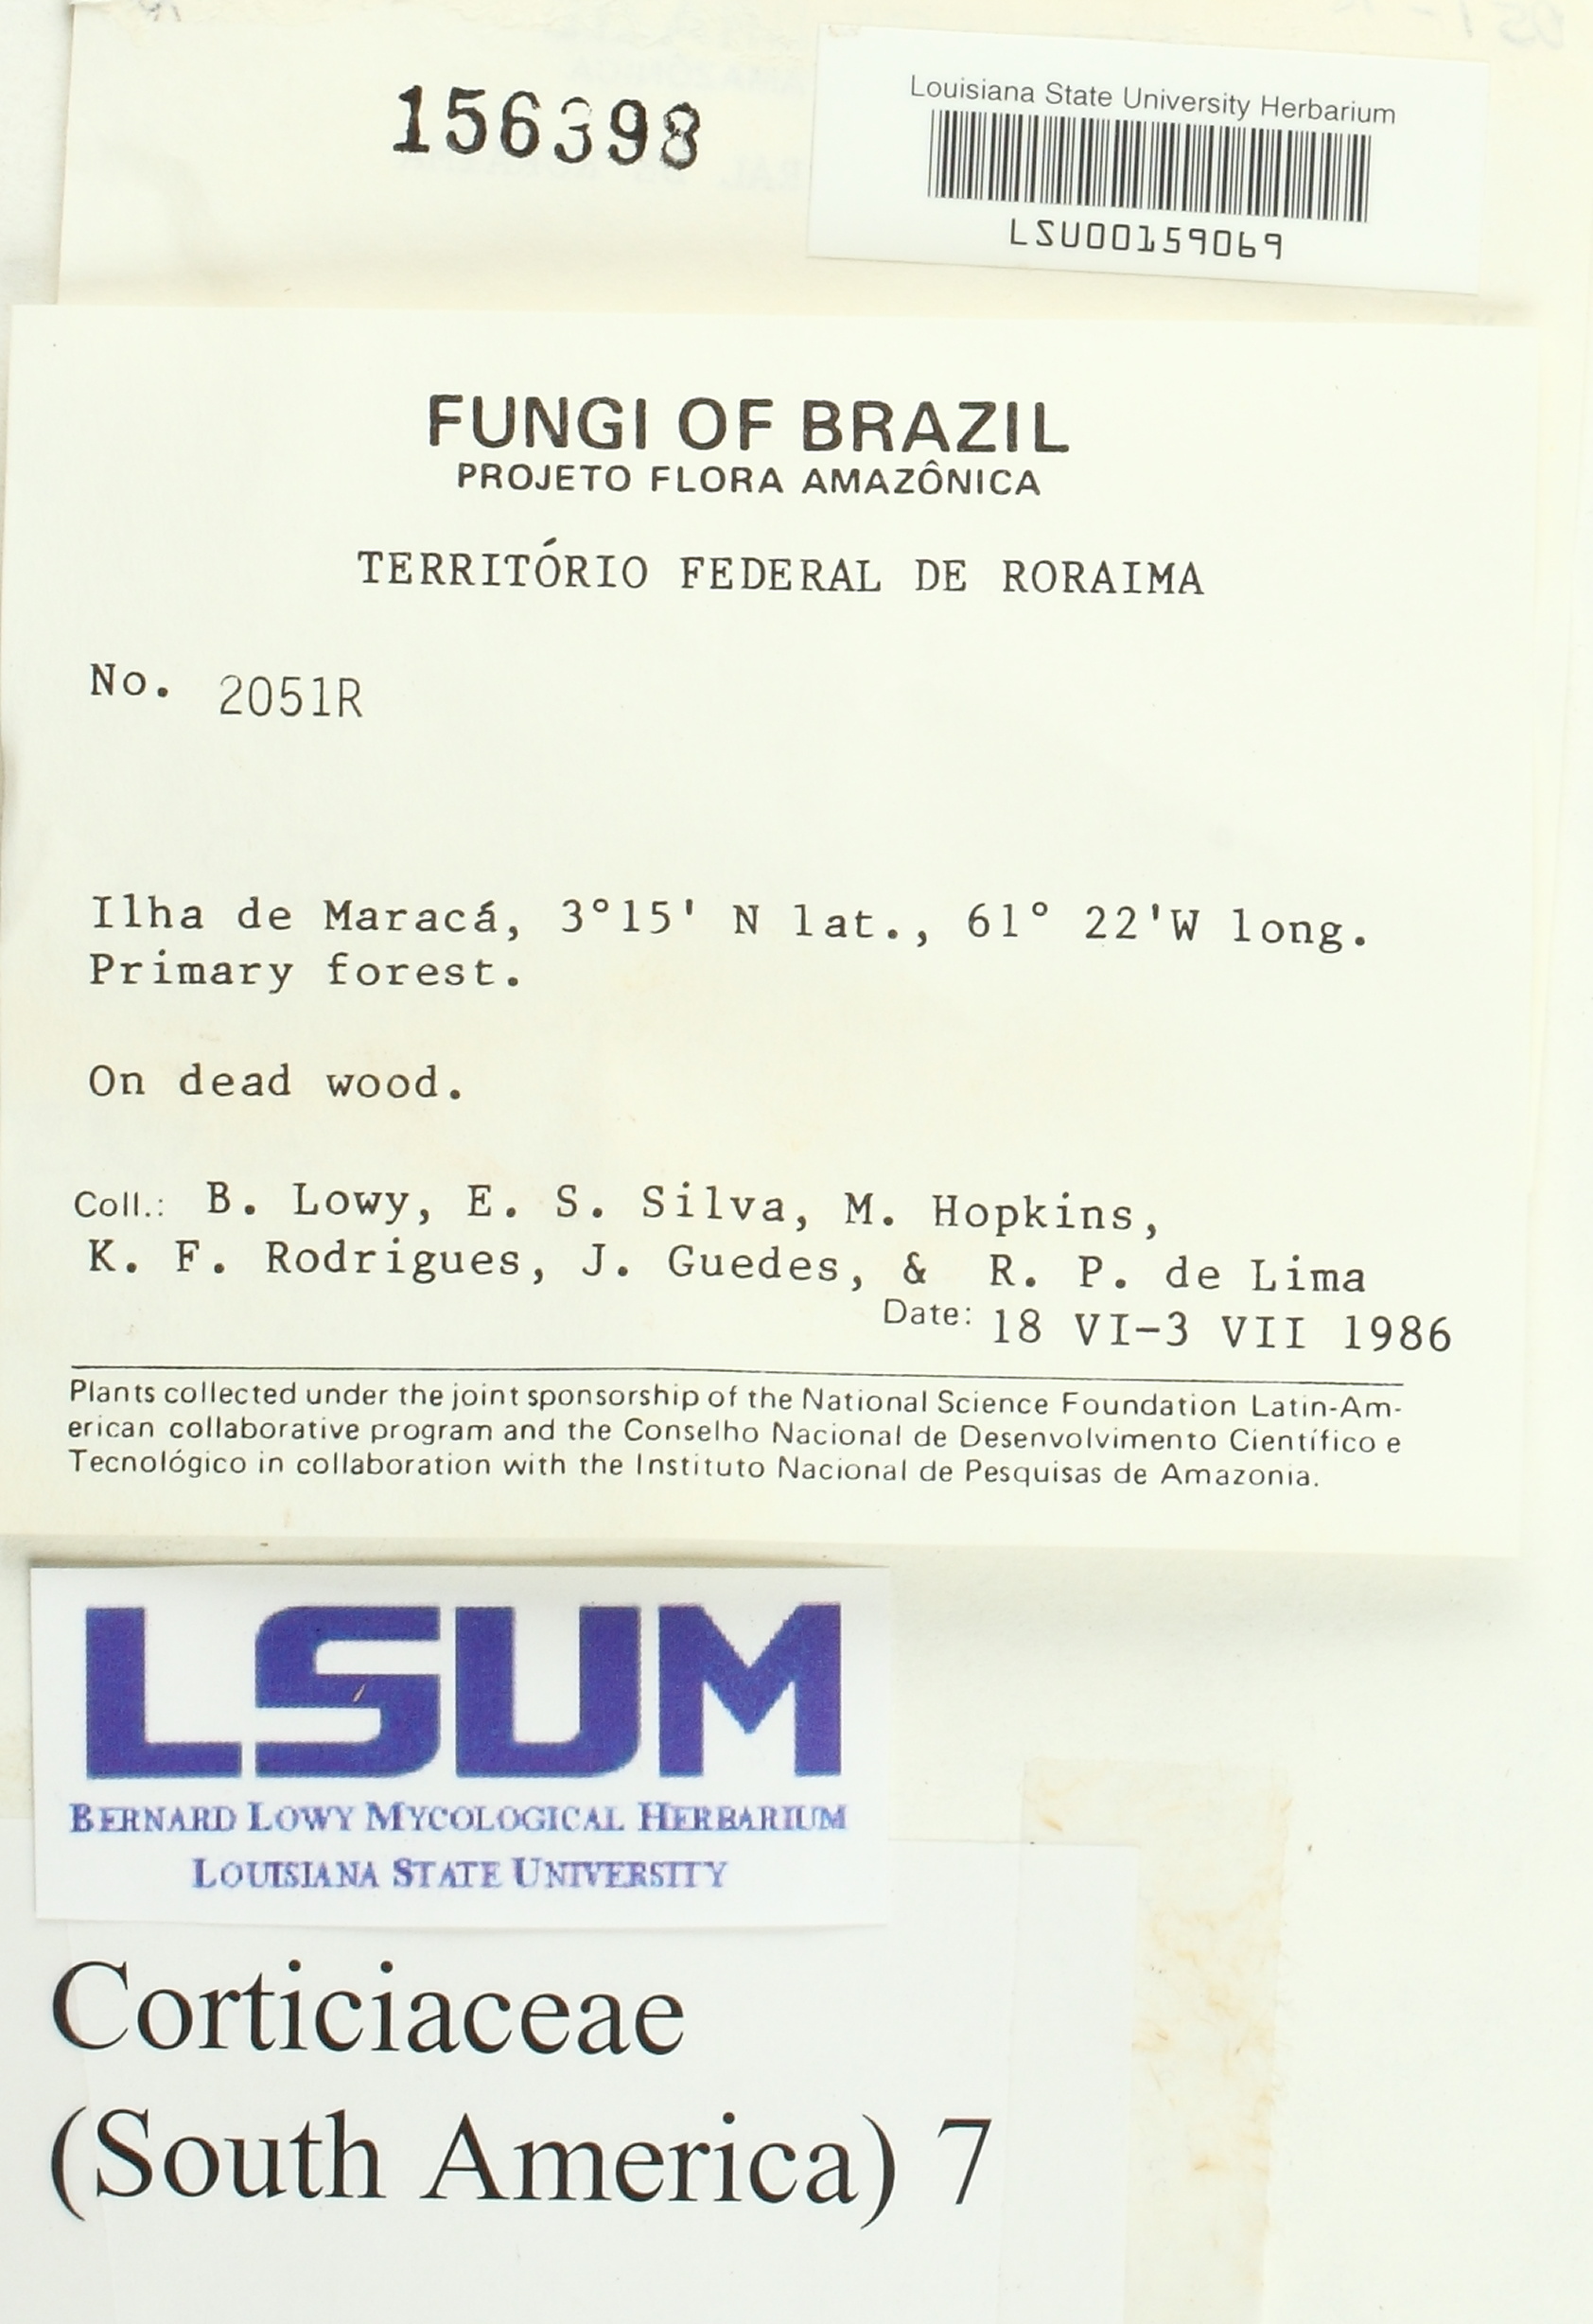 156398
Louisiana State University Herbarium
LSU00159069
FUNGI OF BRAZIL
PROJETO FLORA AMAZÔNICA
TERRITÓRIO FEDERAL DE RORAIMA
No. 2051R
Ilha de Maracá, 3°15' N lat., 61° 22'W long.
Primary forest.
On dead wood.
Coll.: B. Lowy, E. S. Silva, M. Hopkins,
K. F. Rodrigues, J. Guedes, & R. P. de Lima
Date: 18 VI-3 VII 1986
Plants collected under the joint sponsorship of the National Science Foundation Latin-Am-
erican collaborative program and the Conselho Nacional de Desenvolvimento Científico e
Tecnológico in collaboration with the Instituto Nacional de Pesquisas de Amazonia.
LSUM
BERNARD LOWY MYCOLOGICAL HERBARIUM
LOUISIANA STATE UNIVERSITY
Corticiaceae
(South America) 7